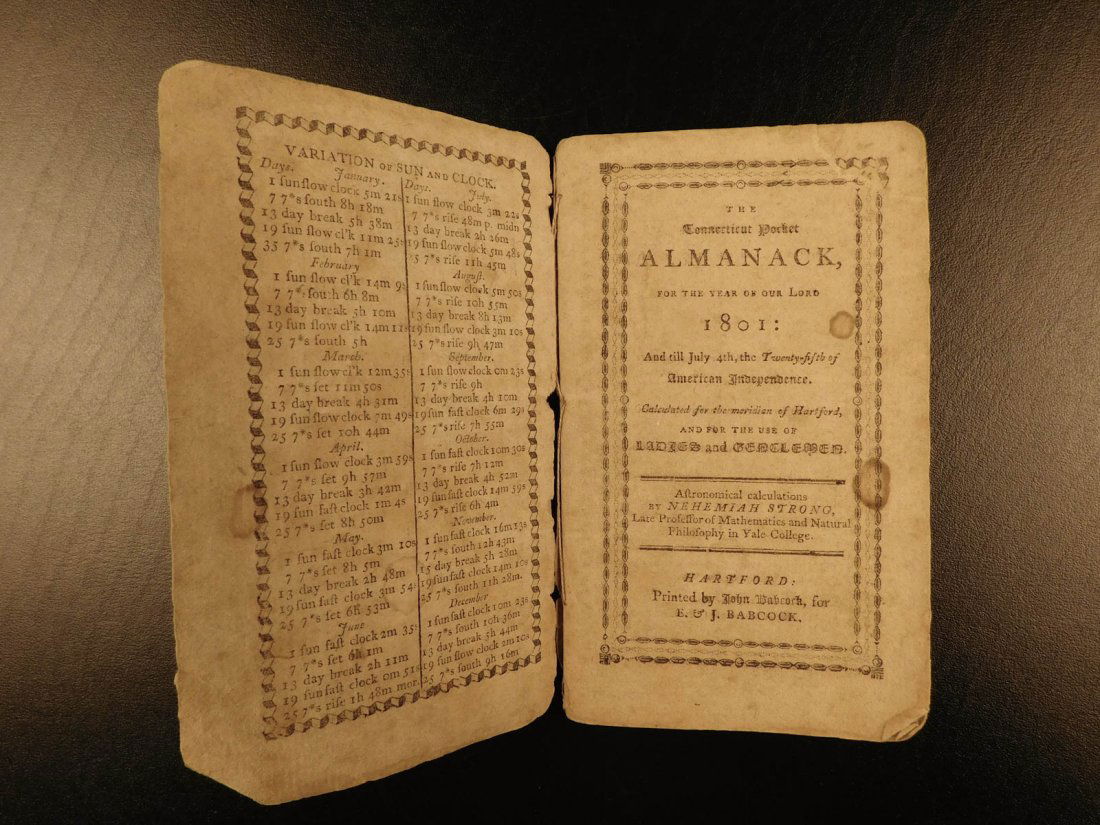 VARIATION OF SUN AND CLOCK.
Days. January.
1 ſun ſlow clock 5m 21s
7 7*s ſouth 8h 18m
13 day break 5h 38m
19 ſun ſlow cl'k 11m 25s
35 7*s ſouth 7h 1m
February
1 ſun ſlow cl'k 14m 9s
7 7*s ſouth 6h 8m
13 day break 5h 10m
19 ſun ſlow cl'k 14m 11s
25 7*s ſouth 5h
March.
1 ſun ſlow cl'k 12m 35s
7 7*s ſet 11m 50s
13 day break 4h 31m
19 ſun ſlow clock 7m 49s
25 7*s ſet 10h 44m
April.
1 ſun ſlow clock 3m 59s
7 7*s ſet 9h 57m
13 day break 3h 42m
19 ſun faſt clock 1m 4s
25 7*s ſet 8h 50m
May.
1 ſun faſt clock 3m 10s
7 7*s ſet 8h 5m
13 day break 2h 48m
19 ſun faſt clock 3m 54s
25 7*s ſet 6h 53m
June
1 ſun faſt clock 2m 35s
7 7*s ſet 6h 1m
13 day break 2h 11m
19 ſun faſt clock 0m 51s
25 7*s riſe 1h 48m mor.
Days. July.
1 ſun ſlow clock 3m 22s
7 7*s riſe 48m p. midn
13 day break 2h 26m
19 ſun ſlow clock 5m 48s
25 7*s riſe 11h 45m
August.
1 ſun ſlow clock 5m 50s
7 7*s riſe 10h 55m
13 day break 8h 13m
19 ſun ſlow clock 3m 10s
25 7*s riſe 9h 47m
September.
1 ſun ſlow clock 0m 23s
7 7*s riſe 9h
13 day break 4h 10m
19 ſun faſt clock 6m 29s
25 7*s riſe 7h 55m
October.
1 ſun faſt clock 10m 30s
7 7*s riſe 7h 12m
13 day break 4h 52m
19 ſun faſt clock 14m 59s
25 7*s riſe 6h 4m
November.
1 ſun faſt clock 16m 13s
7 7*s ſouth 12h 43m
15 day break 5h 28m
19 ſun faſt clock 14m 10s
25 7*s ſouth 11h 28m.
December
1 ſun faſt clock 10m 23s
7 7*s ſouth 10h 36m
13 day break 5h 44m
19 ſun ſlow clock 2m 10s
25 7*s ſouth 9h 16m
THE
Connecticut Pocket
ALMANACK,
FOR THE YEAR OF OUR LORD
1801:
And till July 4th, the Twenty-fifth of
American Independence.
Calculated for the meridian of Hartford,
AND FOR THE USE OF
LADIES and GENTLEMEN.
Aſtronomical calculations
BY NEHEMIAH STRONG,
Late Profeſſor of Mathematics and Natural
Philoſophy in Yale-College.
HARTFORD:
Printed by John Babcock, for
E. & J. BABCOCK.